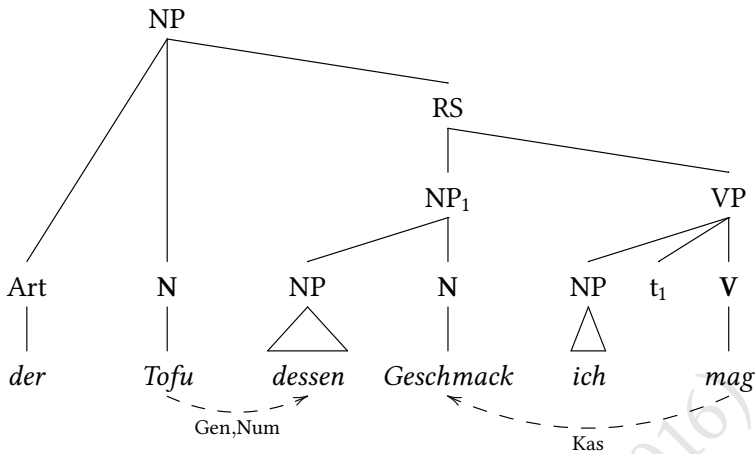 NP
RS
NP₁ VP
Art N NP N NP t₁ V
der Tofu dessen Geschmack ich mag
Gen,Num
Kas